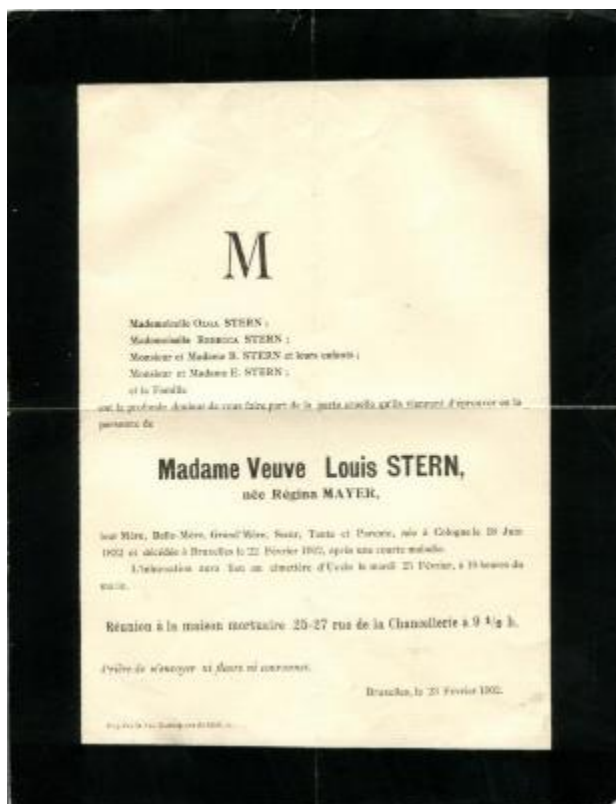 M
Mademoiselle OLGA STERN ;
Mademoiselle REBECCA STERN ;
Monsieur et Madame B. STERN et leurs enfants ;
Monsieur et Madame E. STERN ;
et la Famille
ont la profonde douleur de vous faire part de la perte cruelle qu'ils viennent d'éprouver en la
personne de
Madame Veuve Louis STERN,
née Régina MAYER,
leur Mère, Belle-Mère, Grand'Mère, Sœur, Tante et Parente, née à Cologne le Juin
et décédée à Bruxelles le 22 Février 1902, après une courte maladie.
L'inhumation aura lieu au cimetière d'Uccle le mardi 25 Février, à 10 heures du
matin.
Réunion à la maison mortuaire 25-27 rue de la Chancellerie à 9 1/2 h.
Prière de n'envoyer ni fleurs ni couronnes.
Bruxelles, le 23 Février 1902.